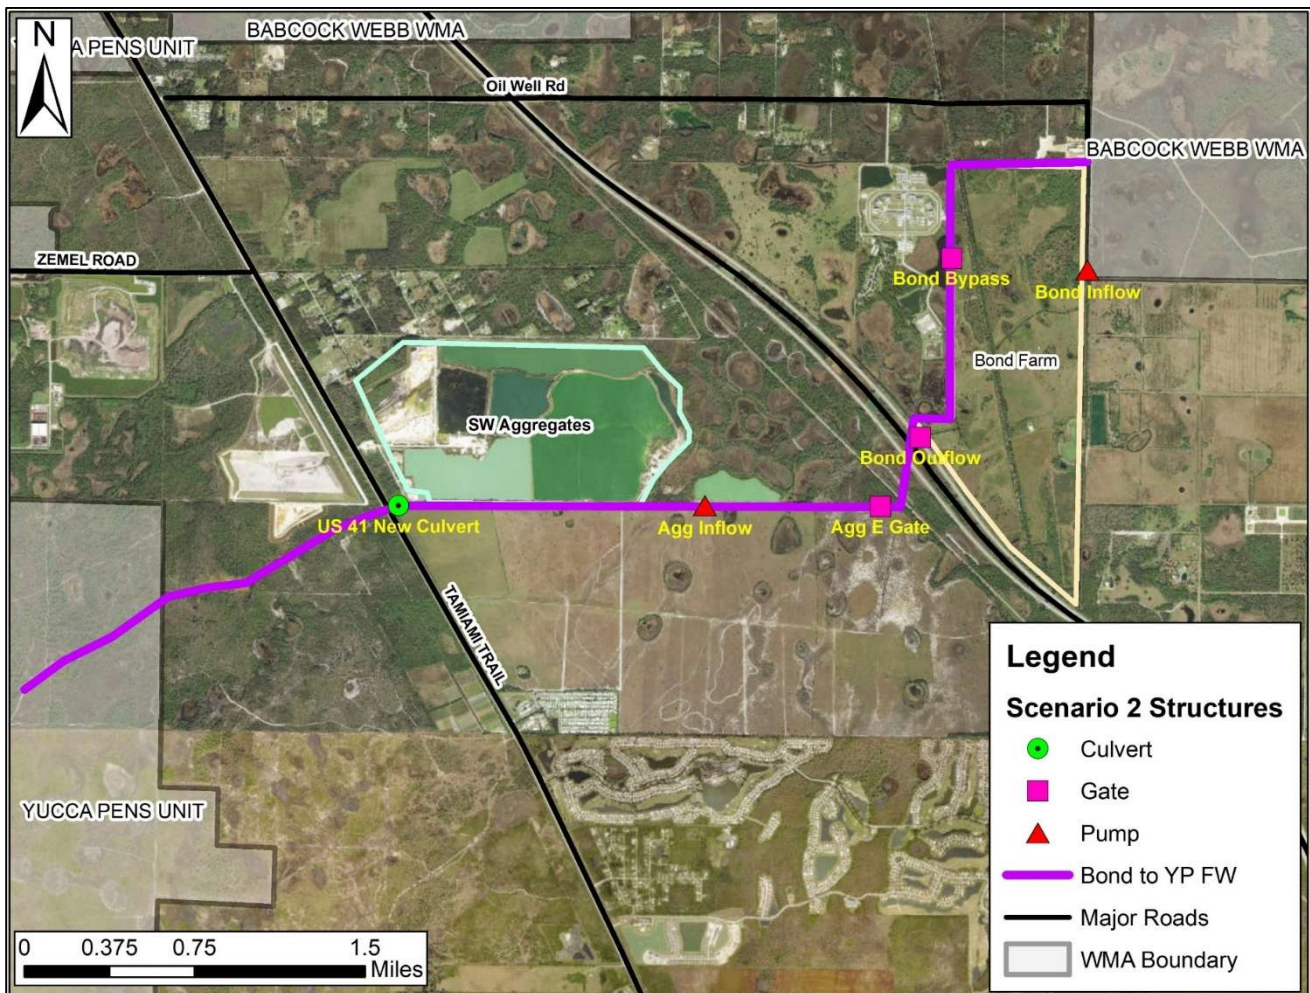 N
A PENS UNIT
BABCOCK WEBB WMA
Oil Well Rd
BABCOCK WEBB WMA
ZEMEL ROAD
Bond Bypass
Bond Inflow
Bond Farm
SW Aggregates
Bond Outflow
US 41 New Culvert
Agg Inflow
Agg E Gate
TAMIAMI TRAIL
YUCCA PENS UNIT
Legend
Scenario 2 Structures
Culvert
Gate
Pump
Bond to YP FW
Major Roads
WMA Boundary
0 0.375 0.75 1.5
Miles